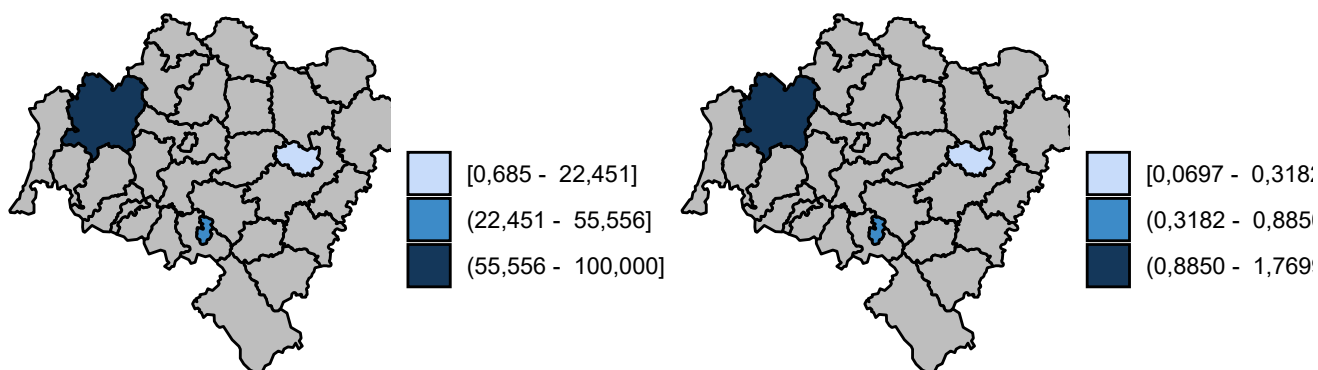 [0,685 - 22,451]
(22,451 - 55,556]
(55,556 - 100,000]
[0,0697 - 0,318
(0,3182 - 0,885
(0,8850 - 1,769